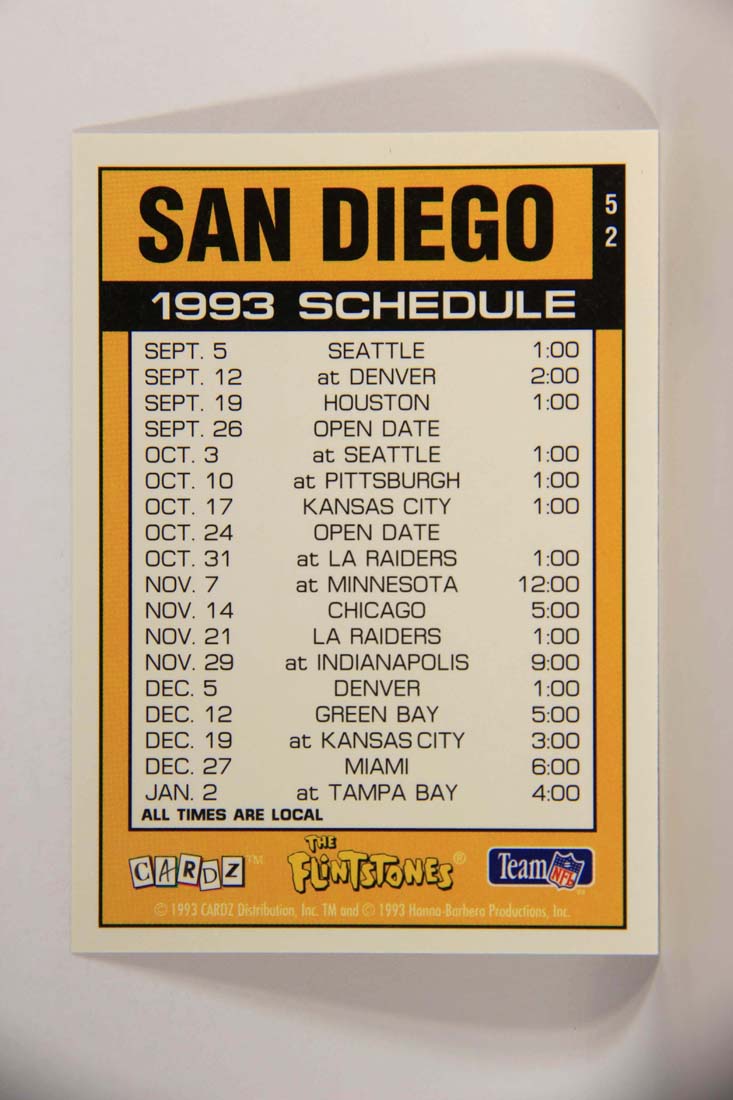 SAN DIEGO
52
1993 SCHEDULE
SEPT. 5 SEATTLE 1:00
SEPT. 12 at DENVER 2:00
SEPT. 19 HOUSTON 1:00
SEPT. 26 OPEN DATE
OCT. 3 at SEATTLE 1:00
OCT. 10 at PITTSBURGH 1:00
OCT. 17 KANSAS CITY 1:00
OCT. 24 OPEN DATE
OCT. 31 at LA RAIDERS 1:00
NOV. 7 at MINNESOTA 12:00
NOV. 14 CHICAGO 5:00
NOV. 21 LA RAIDERS 1:00
NOV. 29 at INDIANAPOLIS 9:00
DEC. 5 DENVER 1:00
DEC. 12 GREEN BAY 5:00
DEC. 19 at KANSAS CITY 3:00
DEC. 27 MIAMI 6:00
JAN. 2 at TAMPA BAY 4:00
ALL TIMES ARE LOCAL
CARDZ™ THE FLINTSTONES® Team NFL
© 1993 CARDZ Distribution, Inc. TM and © 1993 Hanna-Barbera Productions, Inc.